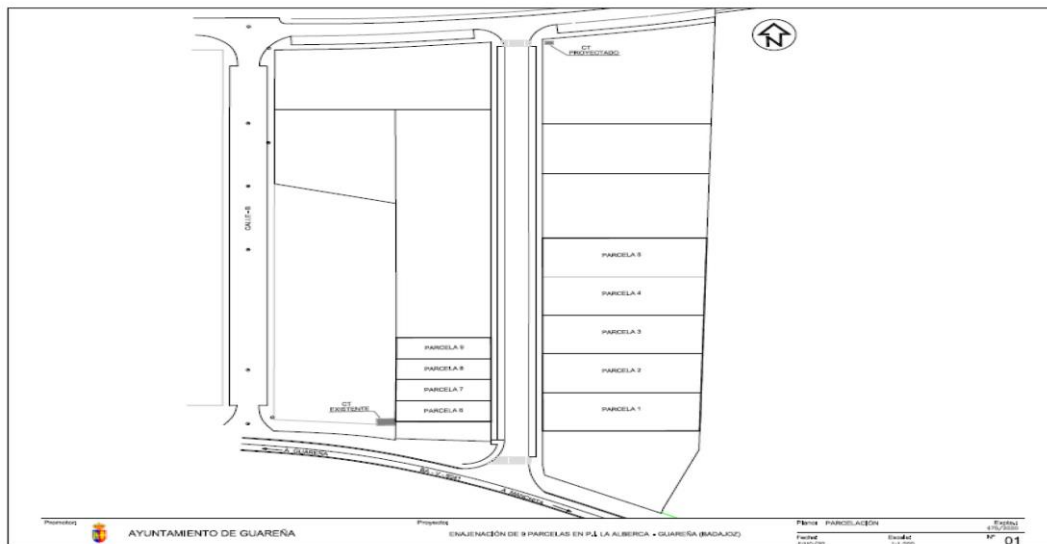 N
CT
PROYECTADO
CALLE-B
PARCELA 5
PARCELA 4
PARCELA 3
PARCELA 2
PARCELA 1
PARCELA 9
PARCELA 8
PARCELA 7
PARCELA 6
CT
EXISTENTE
A GUAREÑA
Promotor:
AYUNTAMIENTO DE GUAREÑA
Proyecto:
ENAJENACIÓN DE 9 PARCELAS EN P.I. LA ALBERCA - GUAREÑA (BADAJOZ)
Plano: PARCELACIÓN
Fecha:
Escala:
Nº 01